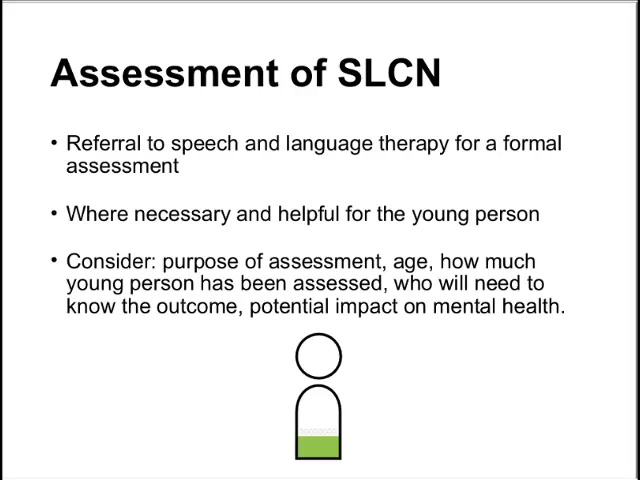 Assessment of SLCN
• Referral to speech and language therapy for a formal
assessment
• Where necessary and helpful for the young person
• Consider: purpose of assessment, age, how much
young person has been assessed, who will need to
know the outcome, potential impact on mental health.